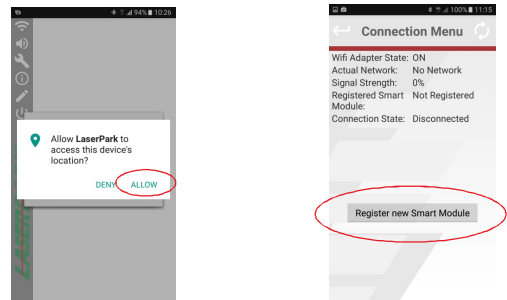 94% 10:26
Allow LaserPark to
access this device's
location?
DENY ALLOW
100% 11:15
Connection Menu
Wifi Adapter State: ON
Actual Network: No Network
Signal Strength: 0%
Registered Smart Not Registered
Module:
Connection State: Disconnected
Register new Smart Module